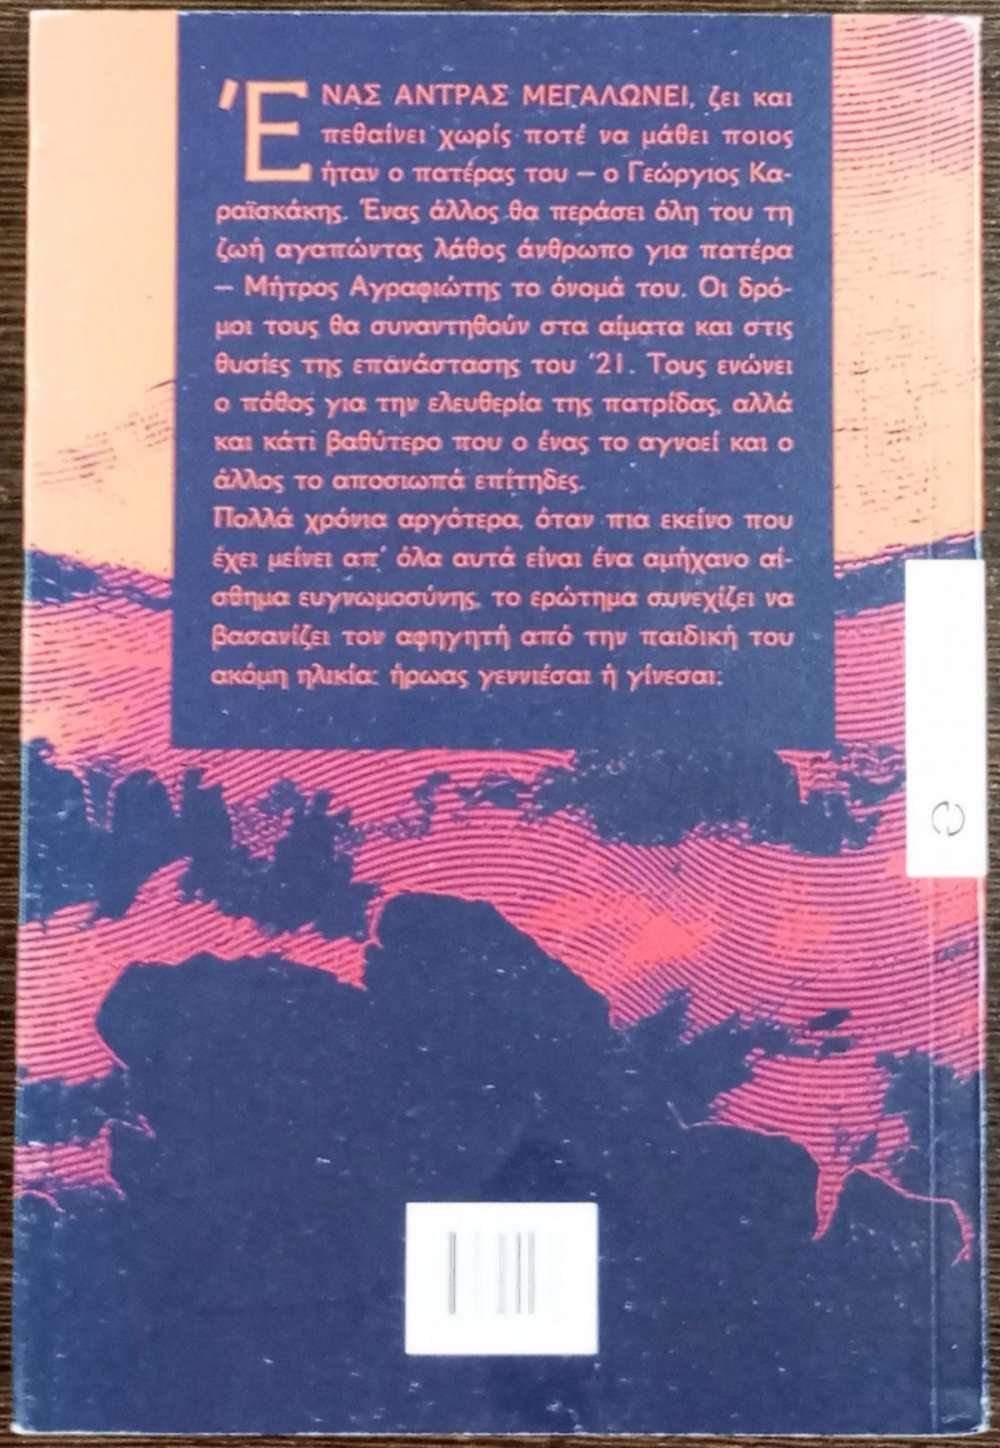 ΈΝΑΣ ΑΝΤΡΑΣ ΜΕΓΑΛΩΝΕΙ, ζει και
πεθαίνει χωρίς ποτέ να μάθει ποιος
ήταν ο πατέρας του – ο Γεώργιος Κα-
ραϊσκάκης. Ένας άλλος θα περάσει όλη του τη
ζωή αγαπώντας λάθος άνθρωπο για πατέρα
– Μήτρος Αγραφιώτης το όνομά του. Οι δρό-
μοι τους θα συναντηθούν στα αίματα και στις
θυσίες της επανάστασης του '21. Τους ενώνει
ο πόθος για την ελευθερία της πατρίδας, αλλά
και κάτι βαθύτερο που ο ένας το αγνοεί και ο
άλλος το αποσιωπά επίτηδες.
Πολλά χρόνια αργότερα, όταν πια εκείνο που
έχει μείνει απ' όλα αυτά είναι ένα αμήχανο αί-
σθημα ευγνωμοσύνης, το ερώτημα συνεχίζει να
βασανίζει τον αφηγητή από την παιδική του
ακόμη ηλικία: ήρωας γεννιέσαι ή γίνεσαι;